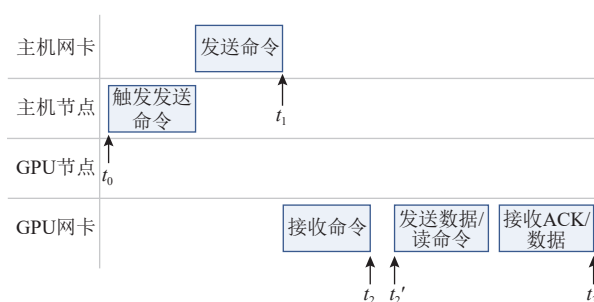 主机网卡
发送命令
主机节点
触发发送
命令
t₁
GPU节点
t₀
GPU网卡
接收命令
发送数据/
读命令
接收ACK/
数据
t₂
t₂′